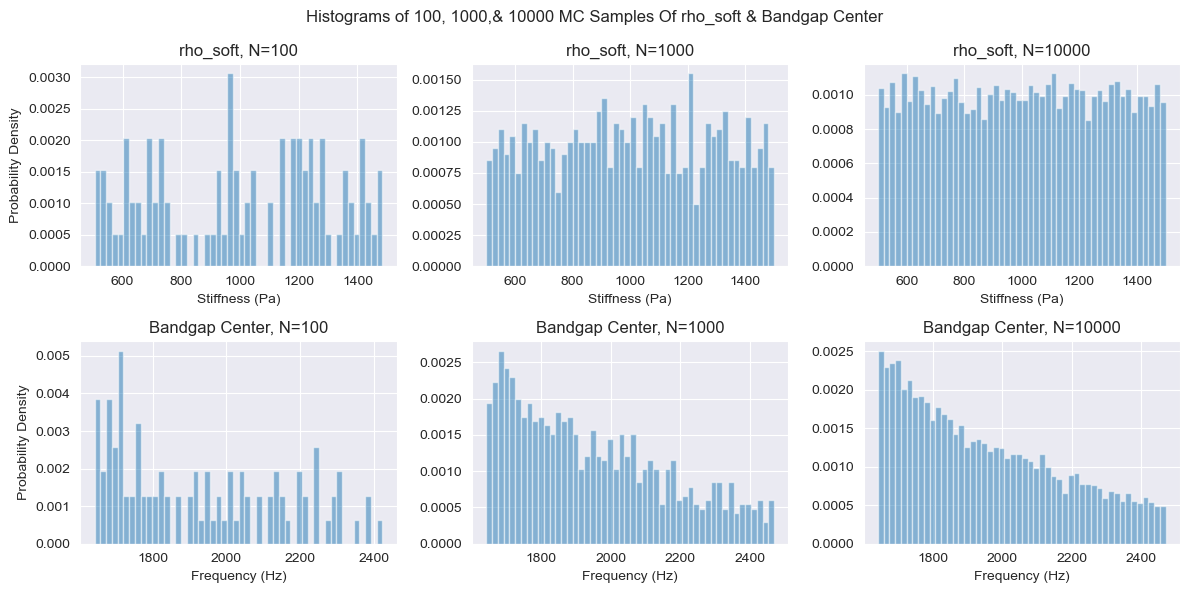 Histograms of 100, 1000,& 10000 MC Samples Of rho_soft & Bandgap Center
rho_soft, N=100
rho_soft, N=1000
rho_soft, N=10000
Probability Density
0.0030
0.0025
0.0020
0.0015
0.0010
0.0005
0.0000
600 800 1000 1200 1400
Stiffness (Pa)
0.00150
0.00125
0.00100
0.00075
0.00050
0.00025
0.00000
600 800 1000 1200 1400
Stiffness (Pa)
0.0010
0.0008
0.0006
0.0004
0.0002
0.0000
600 800 1000 1200 1400
Stiffness (Pa)
Bandgap Center, N=100
Bandgap Center, N=1000
Bandgap Center, N=10000
Probability Density
0.005
0.004
0.003
0.002
0.001
0.000
1800 2000 2200 2400
Frequency (Hz)
0.0025
0.0020
0.0015
0.0010
0.0005
0.0000
1800 2000 2200 2400
Frequency (Hz)
0.0025
0.0020
0.0015
0.0010
0.0005
0.0000
1800 2000 2200 2400
Frequency (Hz)